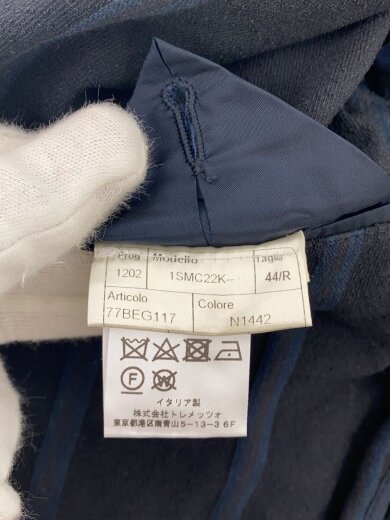 Prog Modello Taglia
1202 1SMC22K-- 44/R
Articolo Colore
77BEG117 N1442
F W
イタリア製
株式会社トレメッツォ
東京都港区南青山5-13-3 6F